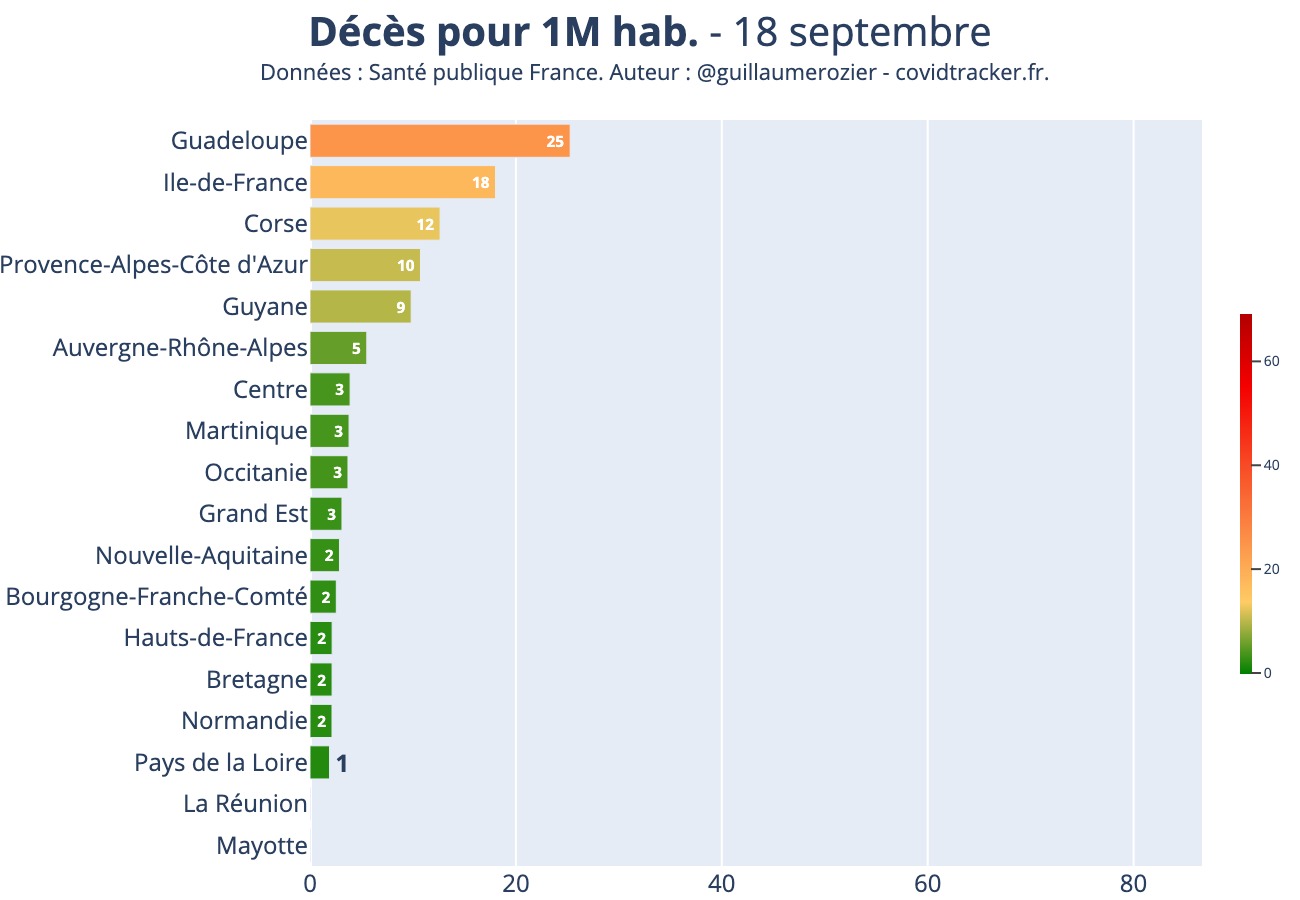 Décès pour 1M hab. - 18 septembre
Données : Santé publique France. Auteur : @guillaumerozier - covidtracker.fr.
Guadeloupe 25
Ile-de-France 18
Corse 12
Provence-Alpes-Côte d'Azur 10
Guyane 9
Auvergne-Rhône-Alpes 5
Centre 3
Martinique 3
Occitanie 3
Grand Est 3
Nouvelle-Aquitaine 2
Bourgogne-Franche-Comté 2
Hauts-de-France 2
Bretagne 2
Normandie 2
Pays de la Loire 1
La Réunion
Mayotte
0 20 40 60 80
60
40
20
0